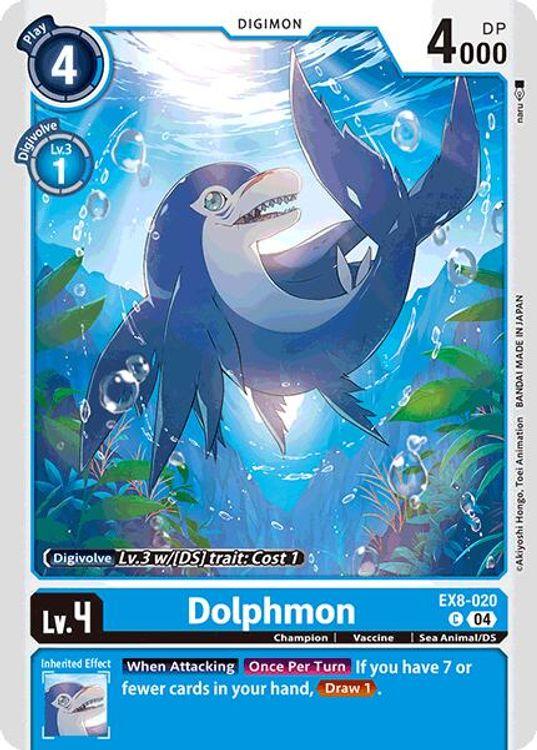 DIGIMON
Play
4
DP
4000
Digivolve
Lv.3
1
naru
©Akiyoshi Hongo, Toei Animation BANDAI MADE IN JAPAN
Digivolve Lv.3 w/[DS] trait: Cost 1
Lv.4
Dolphmon
EX8-020
C 04
Champion | Vaccine | Sea Animal/DS
Inherited Effect
When Attacking Once Per Turn If you have 7 or
fewer cards in your hand, Draw 1.